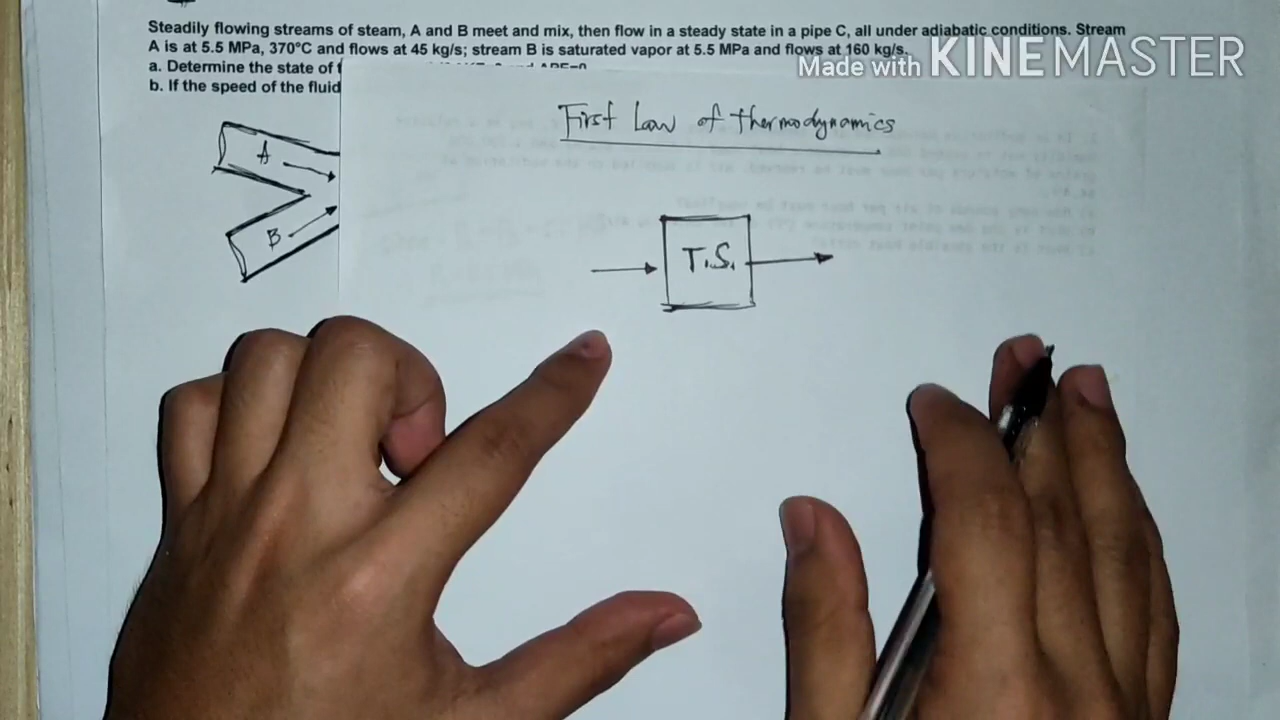 Steadily flowing streams of steam, A and B meet and mix, then flow in a steady state in a pipe C, all under adiabatic conditions. Stream
A is at 5.5 MPa, 370°C and flows at 45 kg/s; stream B is saturated vapor at 5.5 MPa and flows at 160 kg/s.
a. Determine the state of
b. If the speed of the fluid
Made with KINEMASTER
First Law of thermodynamics
A
T.S.
B